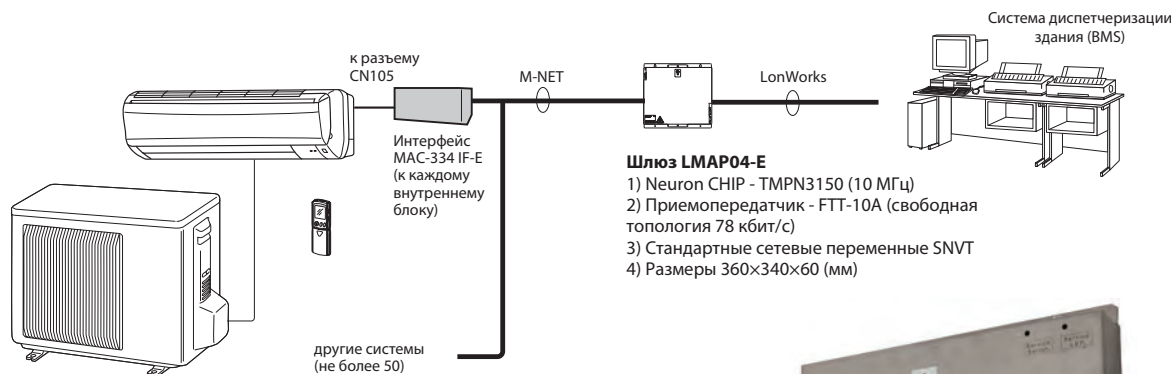 Система диспетчеризации
здания (BMS)
к разъему
CN105
M-NET
LonWorks
Интерфейс
MAC-334 IF-E
(к каждому
внутреннему
блоку)
Шлюз LMAP04-E
1) Neuron CHIP - TMPN3150 (10 МГц)
2) Приемопередатчик - FTT-10A (свободная
топология 78 кбит/с)
3) Стандартные сетевые переменные SNVT
4) Размеры 360×340×60 (мм)
другие системы
(не более 50)